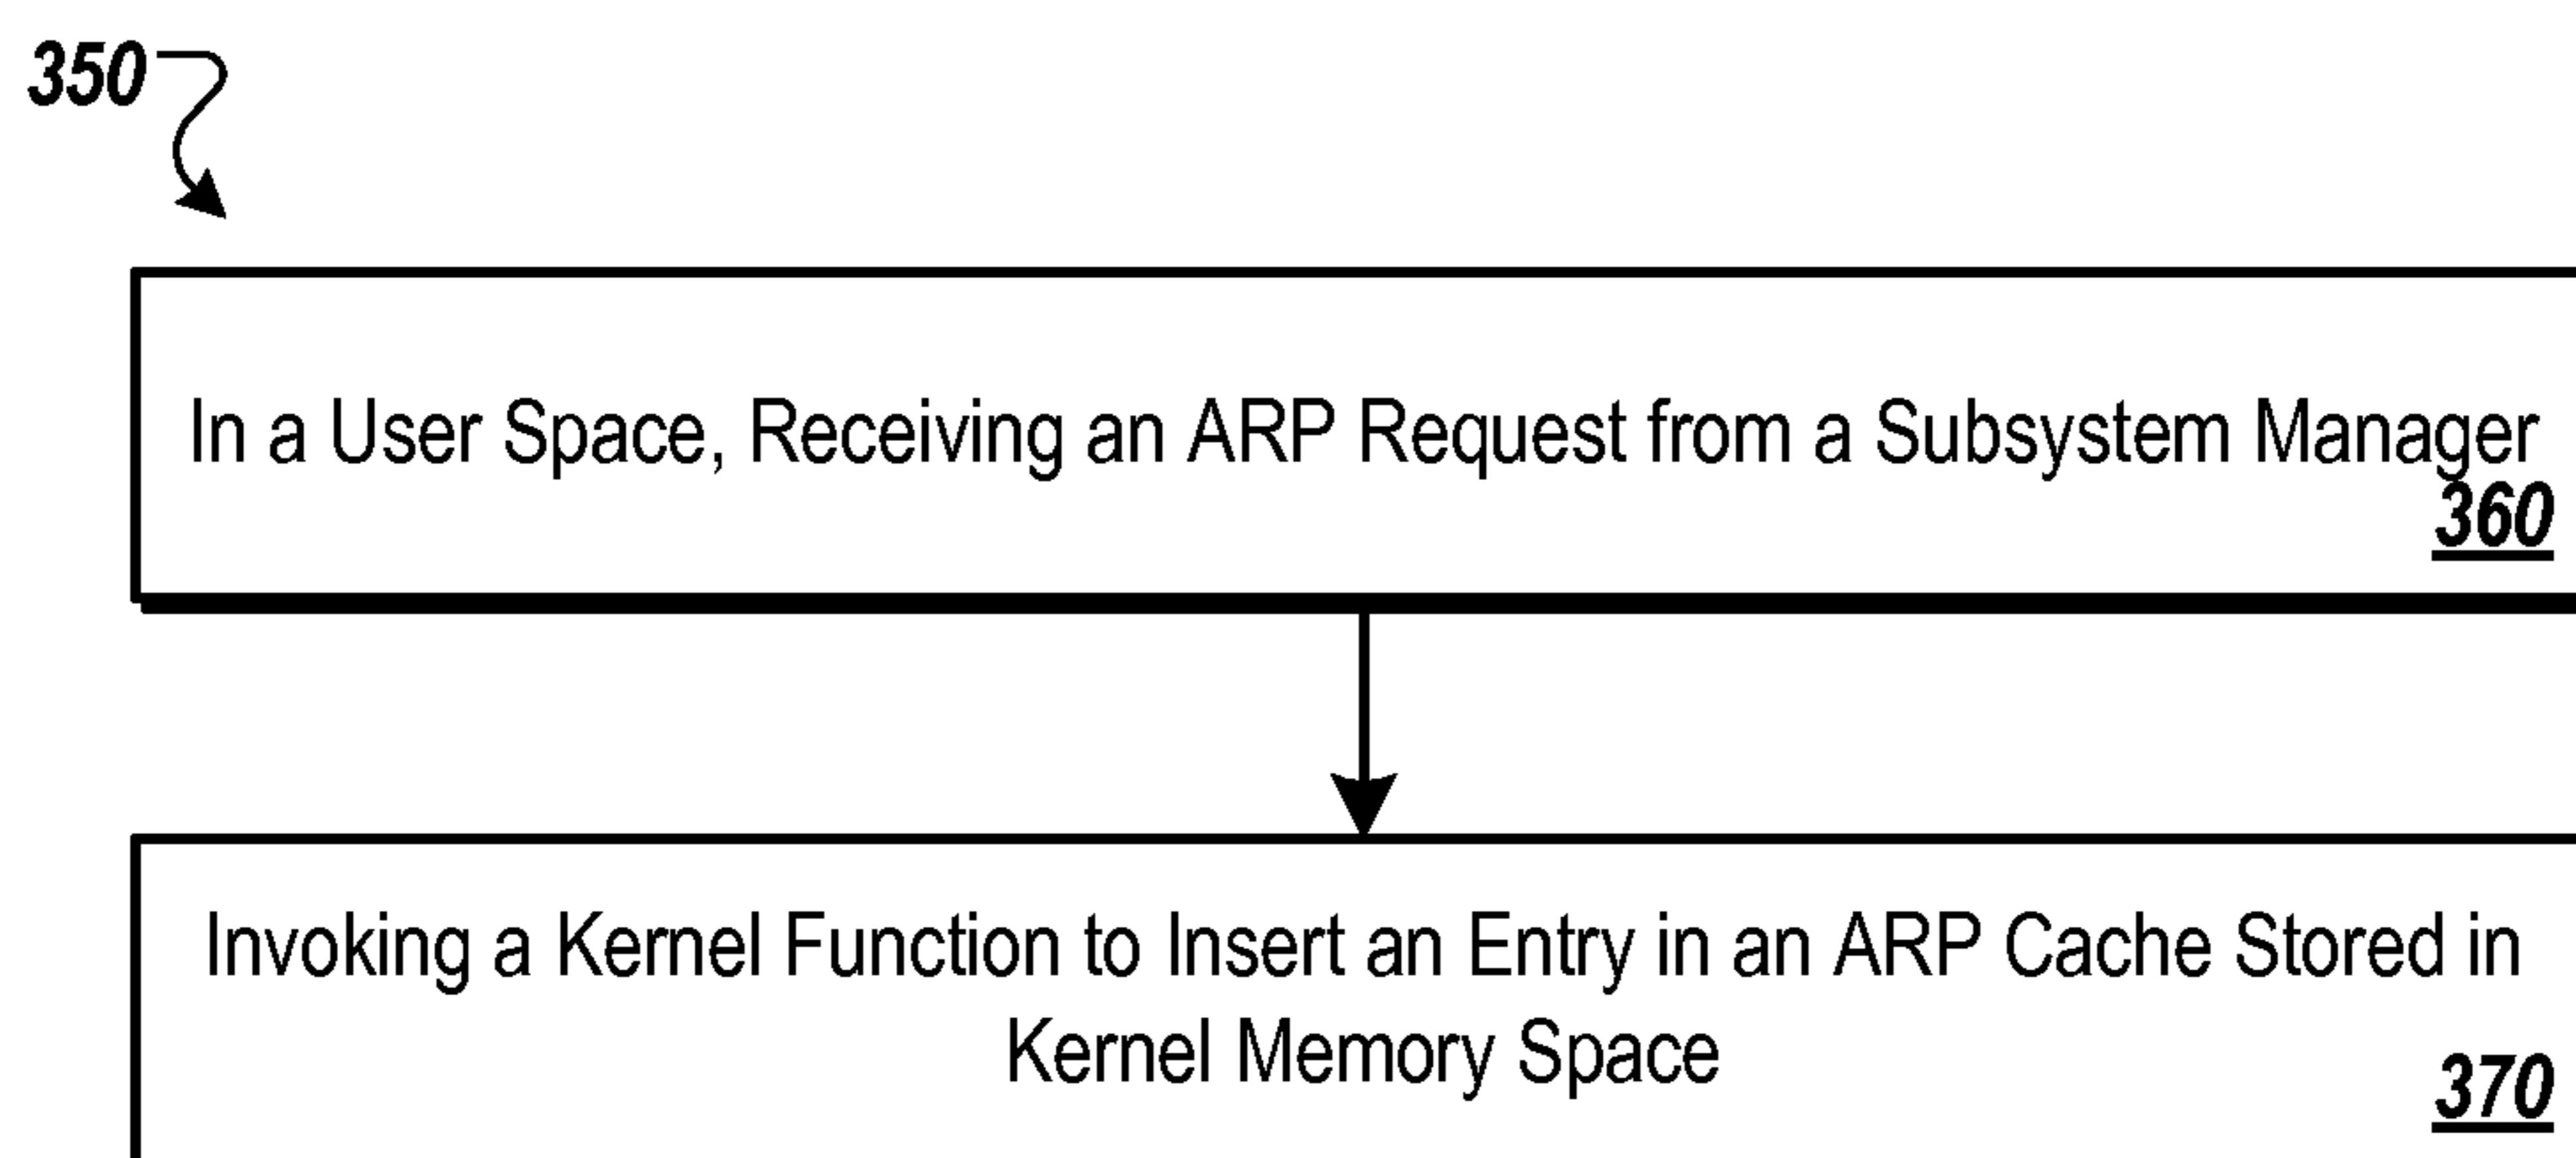 350
In a User Space, Receiving an ARP Request from a Subsystem Manager
360
Invoking a Kernel Function to Insert an Entry in an ARP Cache Stored in
Kernel Memory Space
370